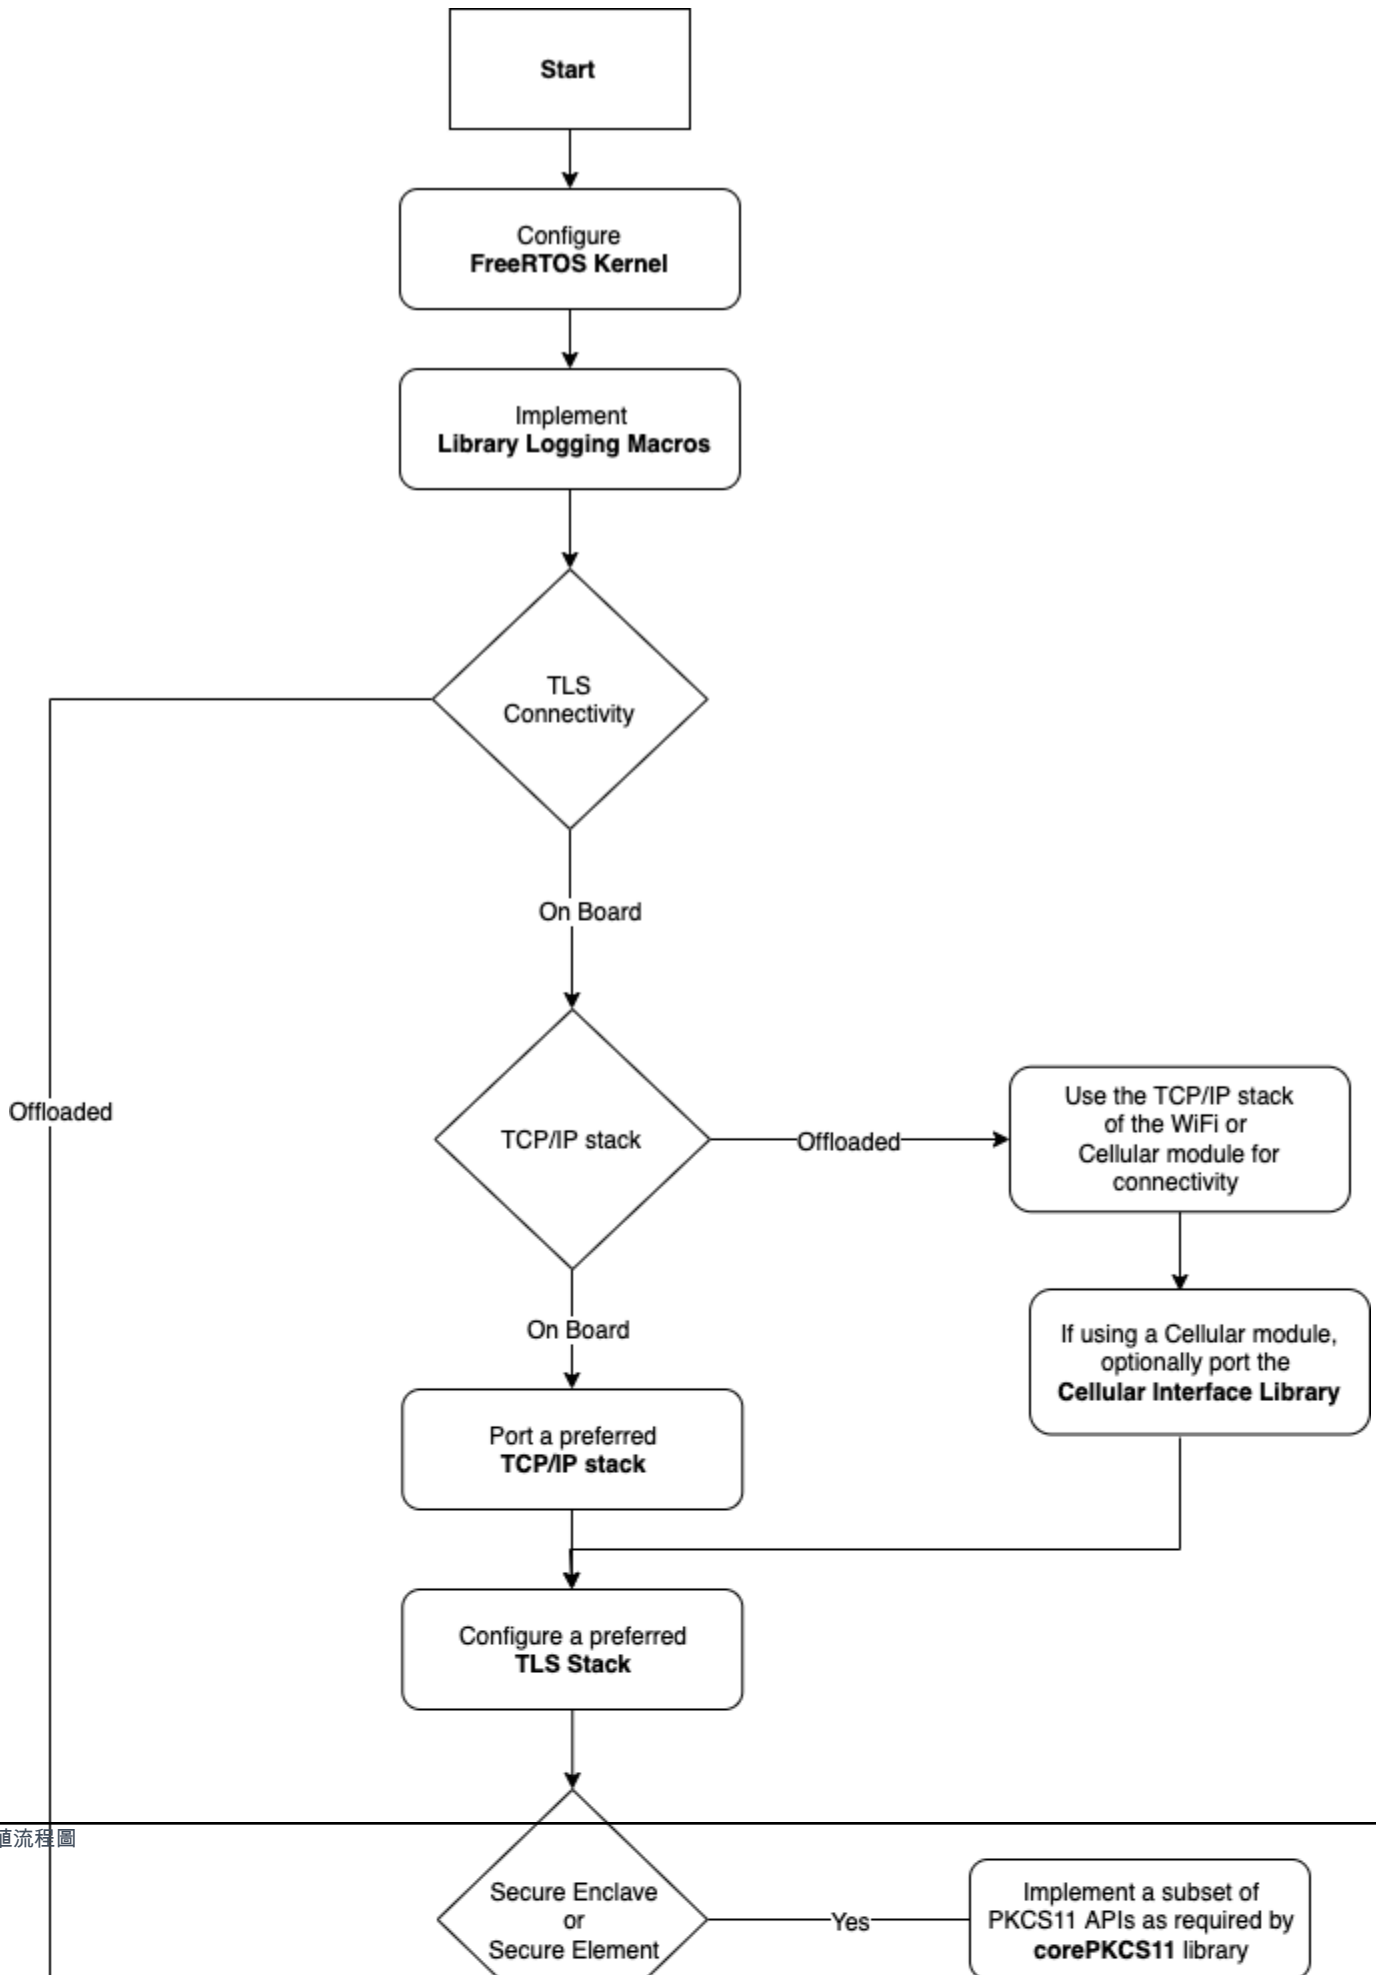 Start
Configure
FreeRTOS Kernel
Implement
Library Logging Macros
TLS
Connectivity
On Board
Offloaded
TCP/IP stack
Offloaded
Use the TCP/IP stack
of the WiFi or
Cellular module for
connectivity
On Board
If using a Cellular module,
optionally port the
Cellular Interface Library
Port a preferred
TCP/IP stack
Configure a preferred
TLS Stack
流程圖
Secure Enclave
or
Secure Element
Yes
Implement a subset of
PKCS11 APIs as required by
corePKCS11 library